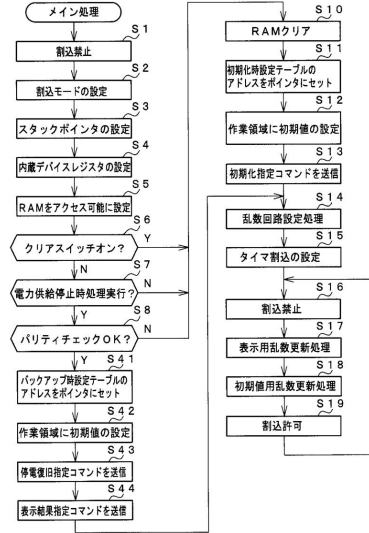 メイン処理
S1
割込禁止
S2
割込モードの設定
S3
スタックポインタの設定
S4
内蔵デバイスレジスタの設定
S5
RAMをアクセス可能に設定
S6
クリアスイッチオン?
Y
N
S7
電力供給停止時処理実行?
N
Y
S8
パリティチェックOK?
N
Y
S41
バックアップ時設定テーブルの
アドレスをポインタにセット
S42
作業領域に初期値の設定
S43
停電復旧指定コマンドを送信
S44
表示結果指定コマンドを送信
S10
RAMクリア
S11
初期化時設定テーブルの
アドレスをポインタにセット
S12
作業領域に初期値の設定
S13
初期化指定コマンドを送信
S14
乱数回路設定処理
S15
タイマ割込の設定
S16
割込禁止
S17
表示用乱数更新処理
S18
初期値用乱数更新処理
S19
割込許可